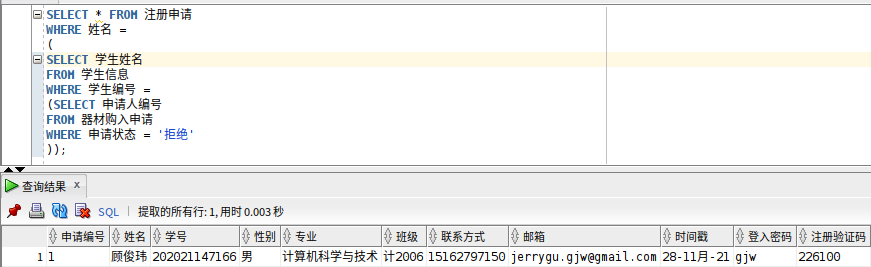 SELECT * FROM 注册申请
WHERE 姓名 =
(
SELECT 学生姓名
FROM 学生信息
WHERE 学生编号 =
(SELECT 申请人编号
FROM 器材购入申请
WHERE 申请状态 = '拒绝'
));
查询结果 x
SQL | 提取的所有行: 1, 用时 0.003 秒
申请编号 姓名 学号 性别 专业 班级 联系方式 邮箱 时间戳 登入密码 注册验证码
1 1 顾俊玮 202021147166 男 计算机科学与技术 计2006 15162797150 jerrygu.gjw@gmail.com 28-11月-21 gjw 226100